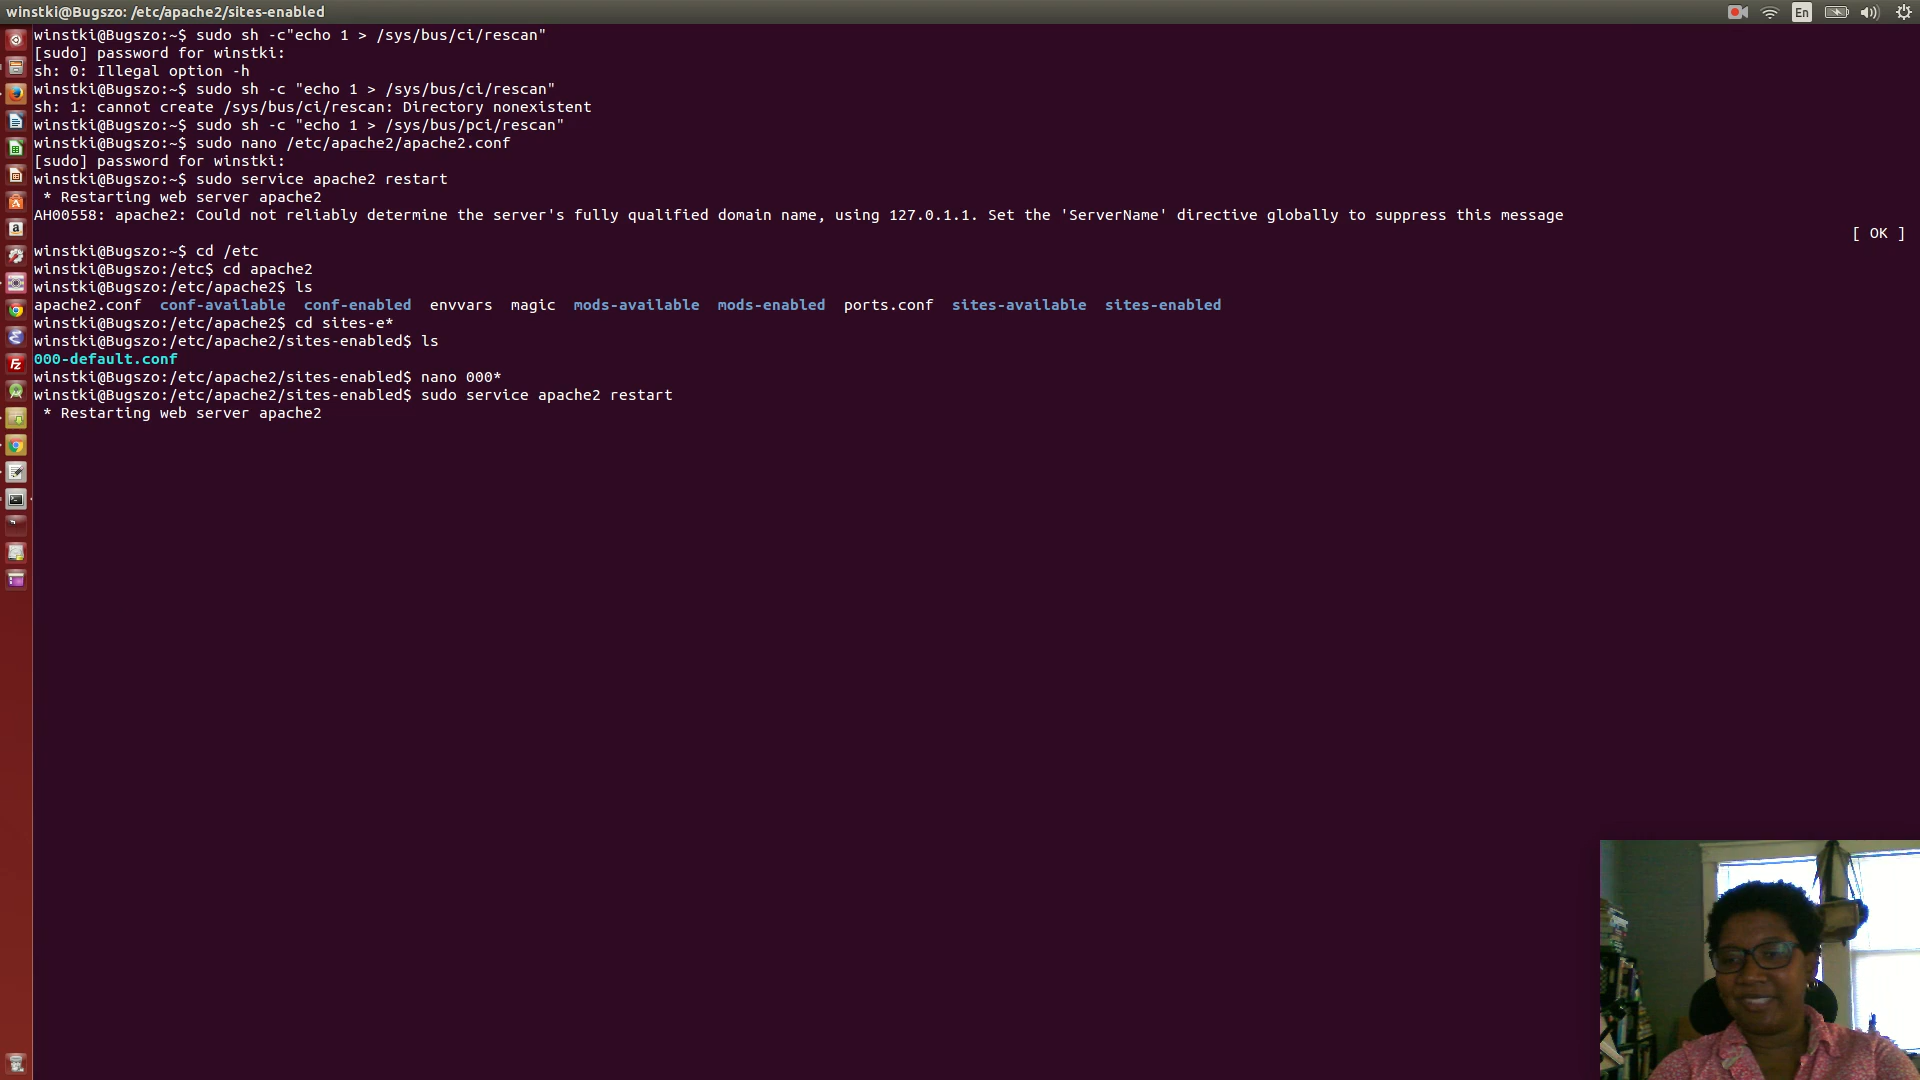 winstki@Bugszo: /etc/apache2/sites-enabled
En
winstki@Bugszo:~$ sudo sh -c"echo 1 > /sys/bus/ci/rescan"
[sudo] password for winstki:
sh: 0: Illegal option -h
winstki@Bugszo:~$ sudo sh -c "echo 1 > /sys/bus/ci/rescan"
sh: 1: cannot create /sys/bus/ci/rescan: Directory nonexistent
winstki@Bugszo:~$ sudo sh -c "echo 1 > /sys/bus/pci/rescan"
winstki@Bugszo:~$ sudo nano /etc/apache2/apache2.conf
[sudo] password for winstki:
winstki@Bugszo:~$ sudo service apache2 restart
 * Restarting web server apache2
AH00558: apache2: Could not reliably determine the server's fully qualified domain name, using 127.0.1.1. Set the 'ServerName' directive globally to suppress this message
[ OK ]
winstki@Bugszo:~$ cd /etc
winstki@Bugszo:/etc$ cd apache2
winstki@Bugszo:/etc/apache2$ ls
apache2.conf  conf-available  conf-enabled  envvars  magic  mods-available  mods-enabled  ports.conf  sites-available  sites-enabled
winstki@Bugszo:/etc/apache2$ cd sites-e*
winstki@Bugszo:/etc/apache2/sites-enabled$ ls
000-default.conf
winstki@Bugszo:/etc/apache2/sites-enabled$ nano 000*
winstki@Bugszo:/etc/apache2/sites-enabled$ sudo service apache2 restart
 * Restarting web server apache2